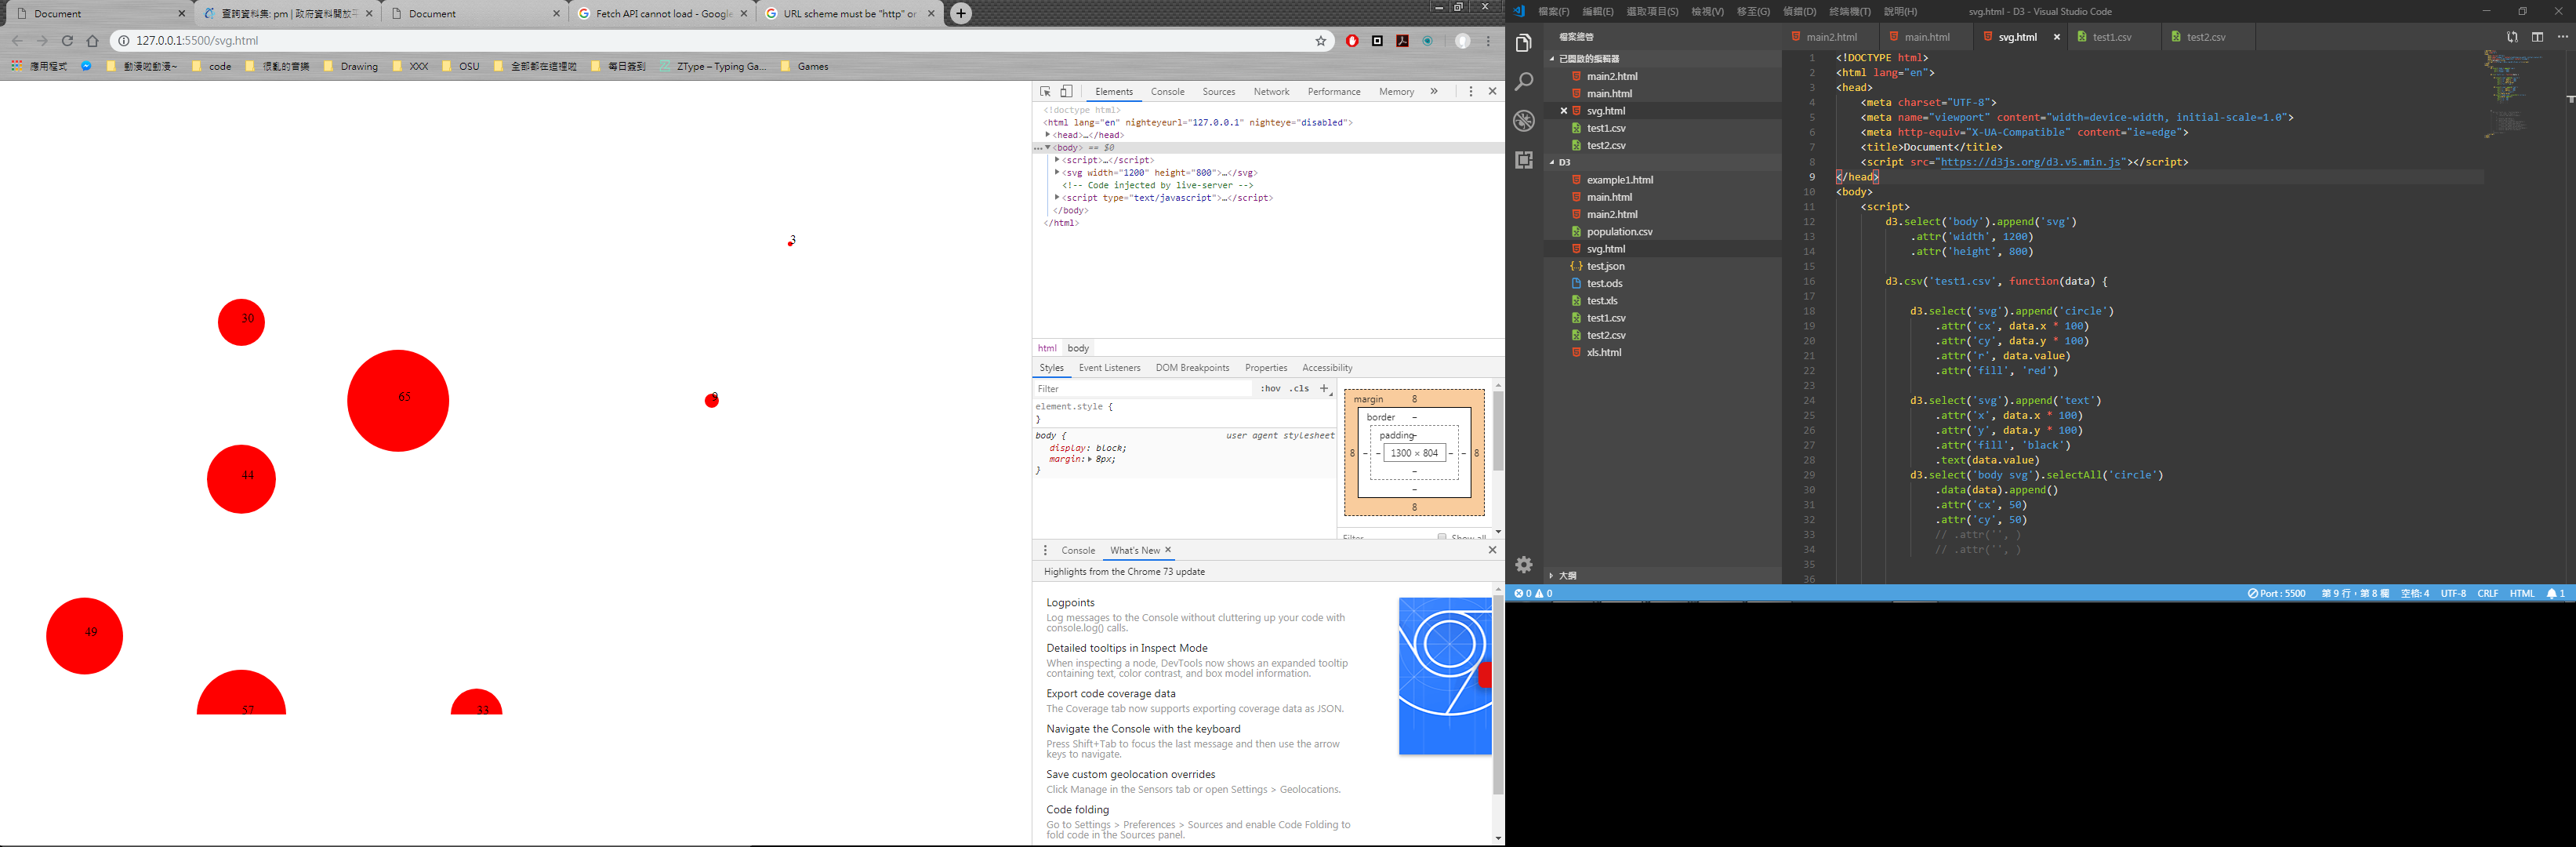 Document
查詢資料集: pm | 政府資料開放平
Document
Fetch API cannot load - Google
URL scheme must be "http" or
127.0.0.1:5500/svg.html
應用程式
動漫啦動漫~
code
很亂的音樂
Drawing
XXX
OSU
全部都在這裡啦
每日簽到
ZType – Typing Ga...
Games
3
30
65
9
44
49
57
33
Elements Console Sources Network Performance Memory »
<!doctype html>
<html lang="en" nighteyeurl="127.0.0.1" nighteye="disabled">
<head>…</head>
<body> == $0
<script>…</script>
<svg width="1200" height="800">…</svg>
<!-- Code injected by live-server -->
<script type="text/javascript">…</script>
</body>
</html>
html body
Styles Event Listeners DOM Breakpoints Properties Accessibility
Filter :hov .cls +
element.style {
}
body { user agent stylesheet
display: block;
margin: 8px;
}
margin 8
border –
padding –
8 – – 1300 × 804 – – 8
–
–
8
Filter Show all
Console What's New ×
Highlights from the Chrome 73 update
Logpoints
Log messages to the Console without cluttering up your code with
console.log() calls.
Detailed tooltips in Inspect Mode
When inspecting a node, DevTools now shows an expanded tooltip
containing text, color contrast, and box model information.
Export code coverage data
The Coverage tab now supports exporting coverage data as JSON.
Navigate the Console with the keyboard
Press Shift+Tab to focus the last message and then use the arrow
keys to navigate.
Save custom geolocation overrides
Click Manage in the Sensors tab or open Settings > Geolocations.
Code folding
Go to Settings > Preferences > Sources and enable Code Folding to
fold code in the Sources panel.
檔案(F) 編輯(E) 選取項目(S) 檢視(V) 移至(G) 偵錯(D) 終端機(T) 說明(H)
svg.html - D3 - Visual Studio Code
檔案總管
已開啟的編輯器
main2.html
main.html
svg.html
test1.csv
test2.csv
D3
example1.html
main.html
main2.html
population.csv
svg.html
test.json
test.ods
test.xls
test1.csv
test2.csv
xls.html
大綱
main2.html main.html svg.html × test1.csv test2.csv
1 <!DOCTYPE html>
2 <html lang="en">
3 <head>
4 <meta charset="UTF-8">
5 <meta name="viewport" content="width=device-width, initial-scale=1.0">
6 <meta http-equiv="X-UA-Compatible" content="ie=edge">
7 <title>Document</title>
8 <script src="https://d3js.org/d3.v5.min.js"></script>
9 </head>
10 <body>
11 <script>
12 d3.select('body').append('svg')
13 .attr('width', 1200)
14 .attr('height', 800)
15
16 d3.csv('test1.csv', function(data) {
17
18 d3.select('svg').append('circle')
19 .attr('cx', data.x * 100)
20 .attr('cy', data.y * 100)
21 .attr('r', data.value)
22 .attr('fill', 'red')
23
24 d3.select('svg').append('text')
25 .attr('x', data.x * 100)
26 .attr('y', data.y * 100)
27 .attr('fill', 'black')
28 .text(data.value)
29 d3.select('body svg').selectAll('circle')
30 .data(data).append()
31 .attr('cx', 50)
32 .attr('cy', 50)
33 // .attr('', )
34 // .attr('', )
35
36
0 0
Port : 5500 第 9 行，第 8 欄 空格: 4 UTF-8 CRLF HTML 1